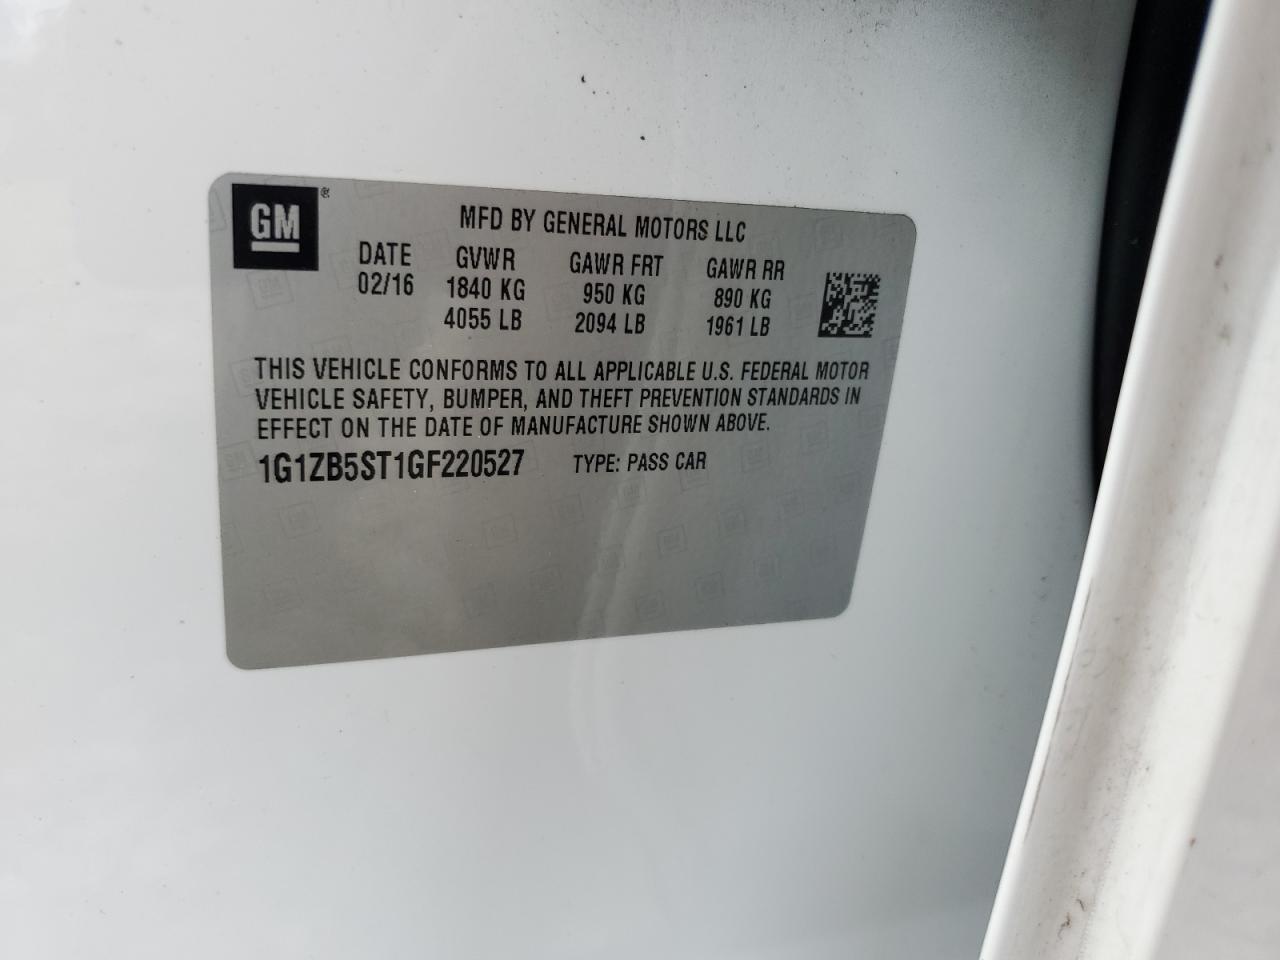 GM ®
MFD BY GENERAL MOTORS LLC
DATE GVWR GAWR FRT GAWR RR
02/16 1840 KG 950 KG 890 KG
4055 LB 2094 LB 1961 LB
THIS VEHICLE CONFORMS TO ALL APPLICABLE U.S. FEDERAL MOTOR
VEHICLE SAFETY, BUMPER, AND THEFT PREVENTION STANDARDS IN
EFFECT ON THE DATE OF MANUFACTURE SHOWN ABOVE.
1G1ZB5ST1GF220527 TYPE: PASS CAR